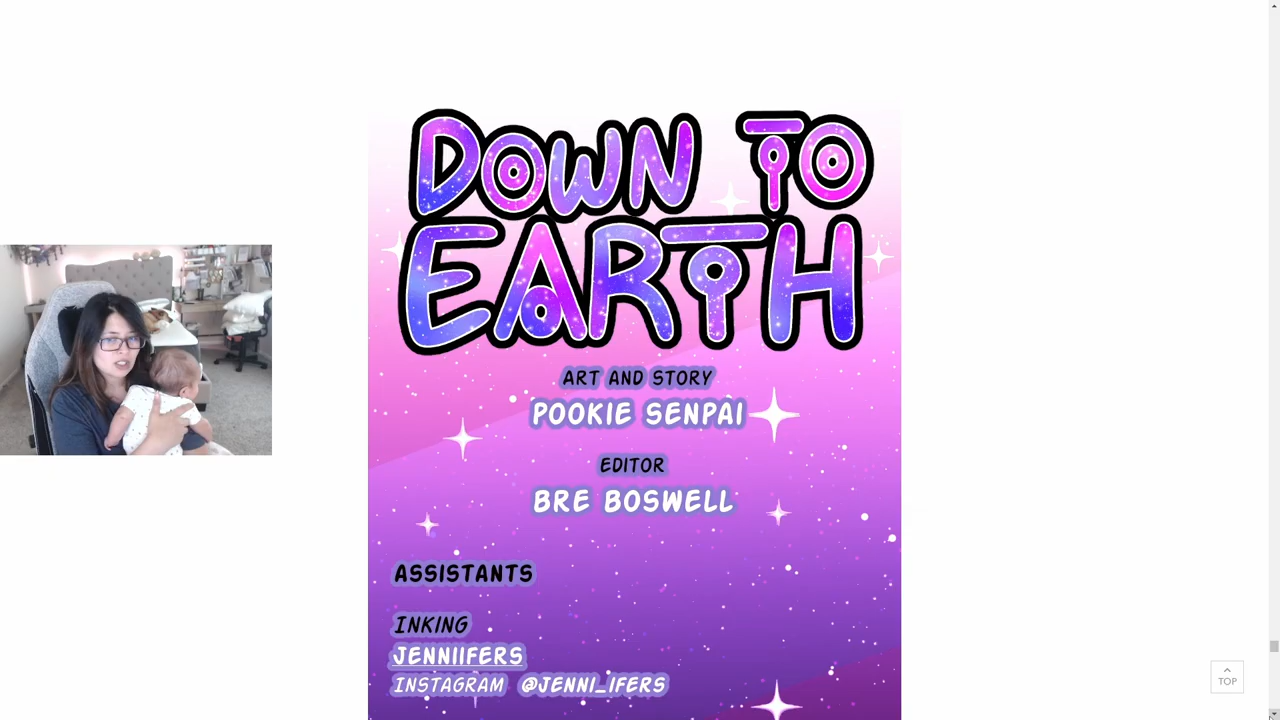 DOWN TO
EARTH
ART AND STORY
POOKIE SENPAI
EDITOR
BRE BOSWELL
ASSISTANTS
INKING
JENNIIFERS
INSTAGRAM @JENNI_IFERS
TOP